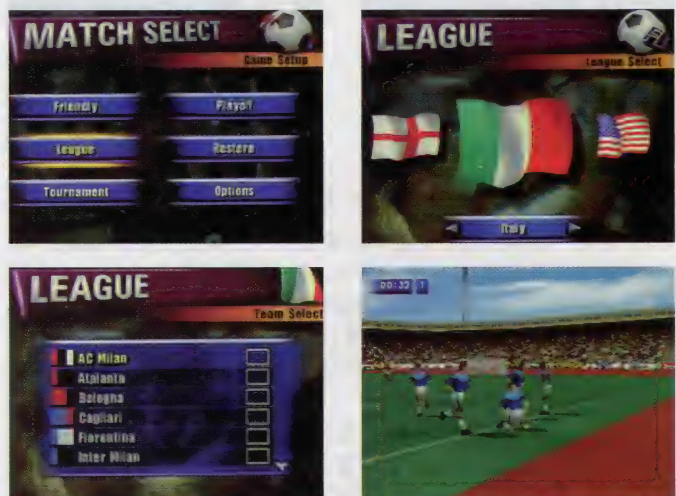 MATCH SELECT
Game Setup
Friendly
Playoff
League
Restore
Tournament
Options
LEAGUE
League Select
Italy
LEAGUE
Team Select
AC Milan
Atalanta
Bologna
Cagliari
Fiorentina
Inter Milan
00:32 1